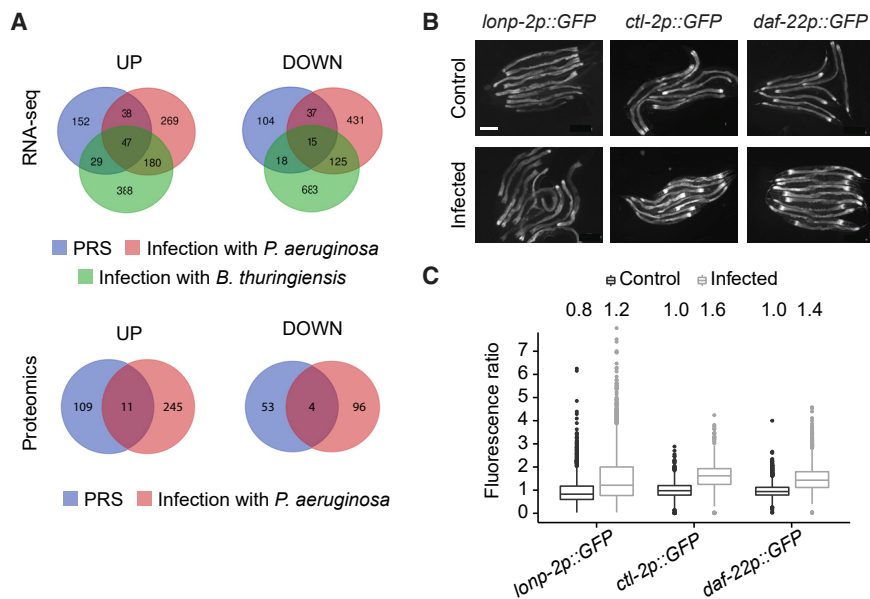 A
UP
DOWN
RNA-seq
152
38
269
47
29
180
388
104
37
431
15
18
125
683
PRS
Infection with P. aeruginosa
Infection with B. thuringiensis
UP
DOWN
Proteomics
109
11
245
53
4
96
PRS
Infection with P. aeruginosa
B
lonp-2p::GFP
ctl-2p::GFP
daf-22p::GFP
Control
Infected
C
Control
Infected
0.8 1.2 1.0 1.6 1.0 1.4
Fluorescence ratio
7
6
5
4
3
2
1
0
lonp-2p::GFP
ctl-2p::GFP
daf-22p::GFP